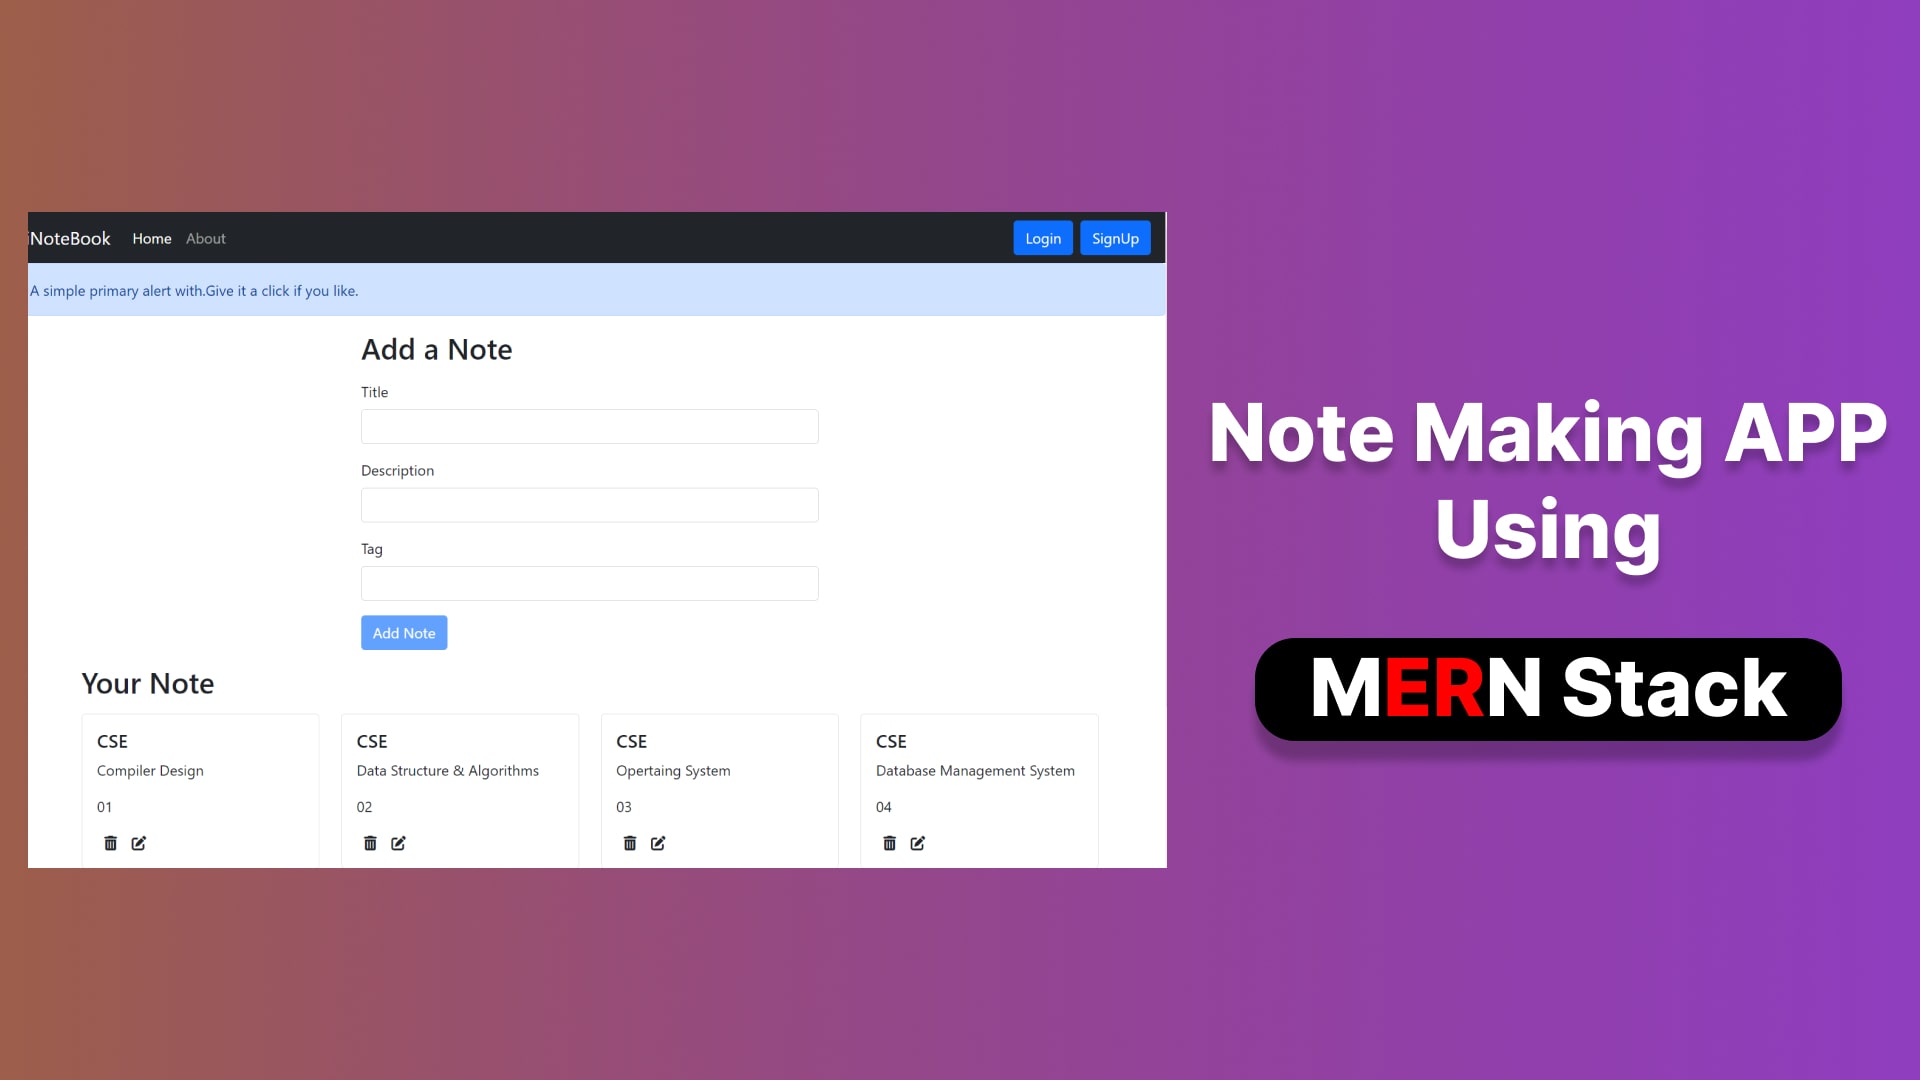 iNoteBook Home About Login SignUp
A simple primary alert with.Give it a click if you like.
Add a Note
Title
Description
Tag
Add Note
Your Note
CSE
Compiler Design
01
CSE
Data Structure & Algorithms
02
CSE
Opertaing System
03
CSE
Database Management System
04
Note Making APP
Using
MERN Stack